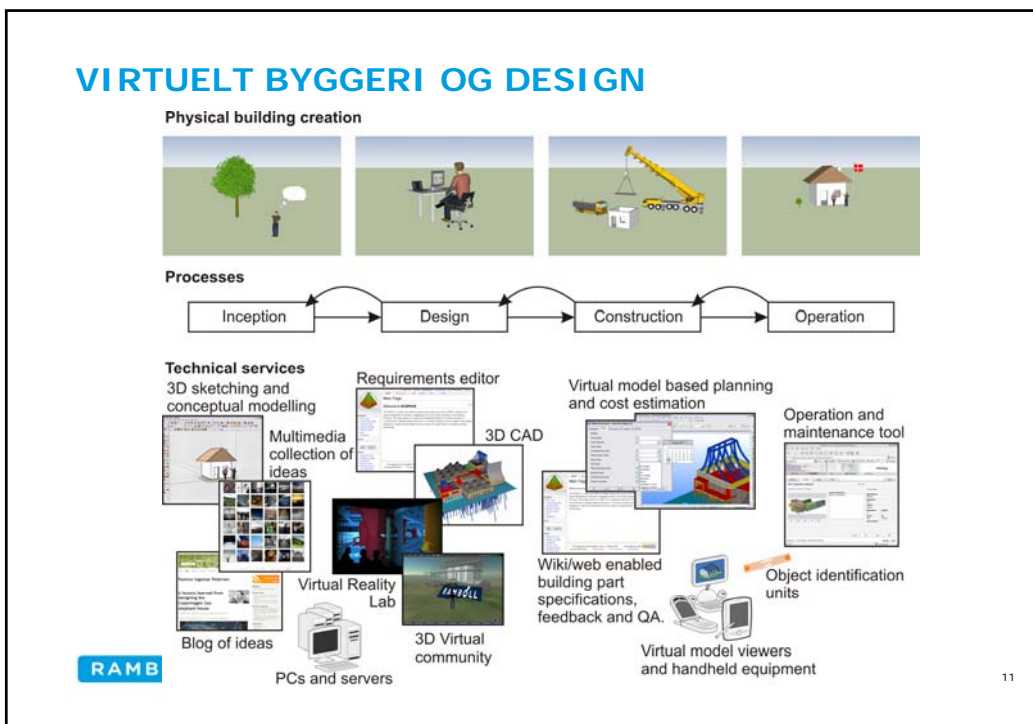 VIRTUELT BYGGERI OG DESIGN
Physical building creation
Processes
Inception
Design
Construction
Operation
Technical services
3D sketching and
conceptual modelling
Multimedia
collection of
ideas
Blog of ideas
Requirements editor
3D CAD
Virtual Reality
Lab
PCs and servers
RAMBOLL
3D Virtual
community
Virtual model based planning
and cost estimation
Wiki/web enabled
building part
specifications,
feedback and QA.
Operation and
maintenance tool
Object identification
units
Virtual model viewers
and handheld equipment
RAMB
11